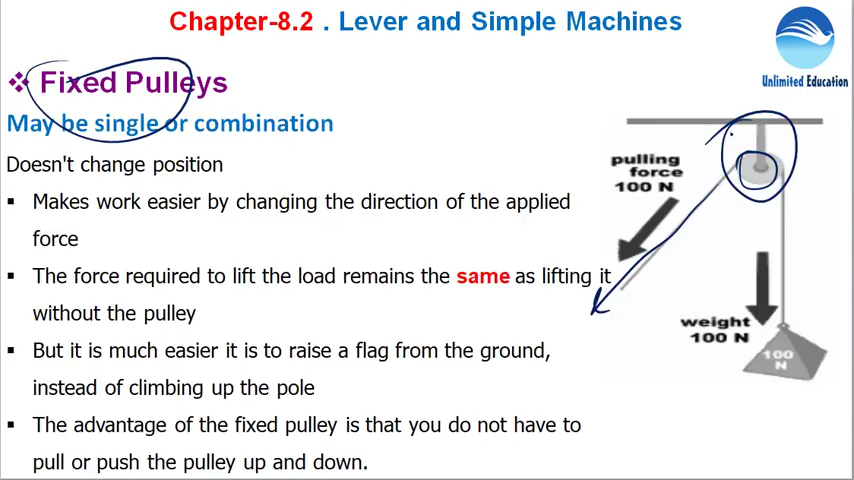 Chapter-8.2 . Lever and Simple Machines
Unlimited Education
❖ Fixed Pulleys
May be single or combination
Doesn't change position
▪ Makes work easier by changing the direction of the applied
force
▪ The force required to lift the load remains the same as lifting it
without the pulley
▪ But it is much easier it is to raise a flag from the ground,
instead of climbing up the pole
▪ The advantage of the fixed pulley is that you do not have to
pull or push the pulley up and down.
pulling
force
100 N
weight
100 N
100
N